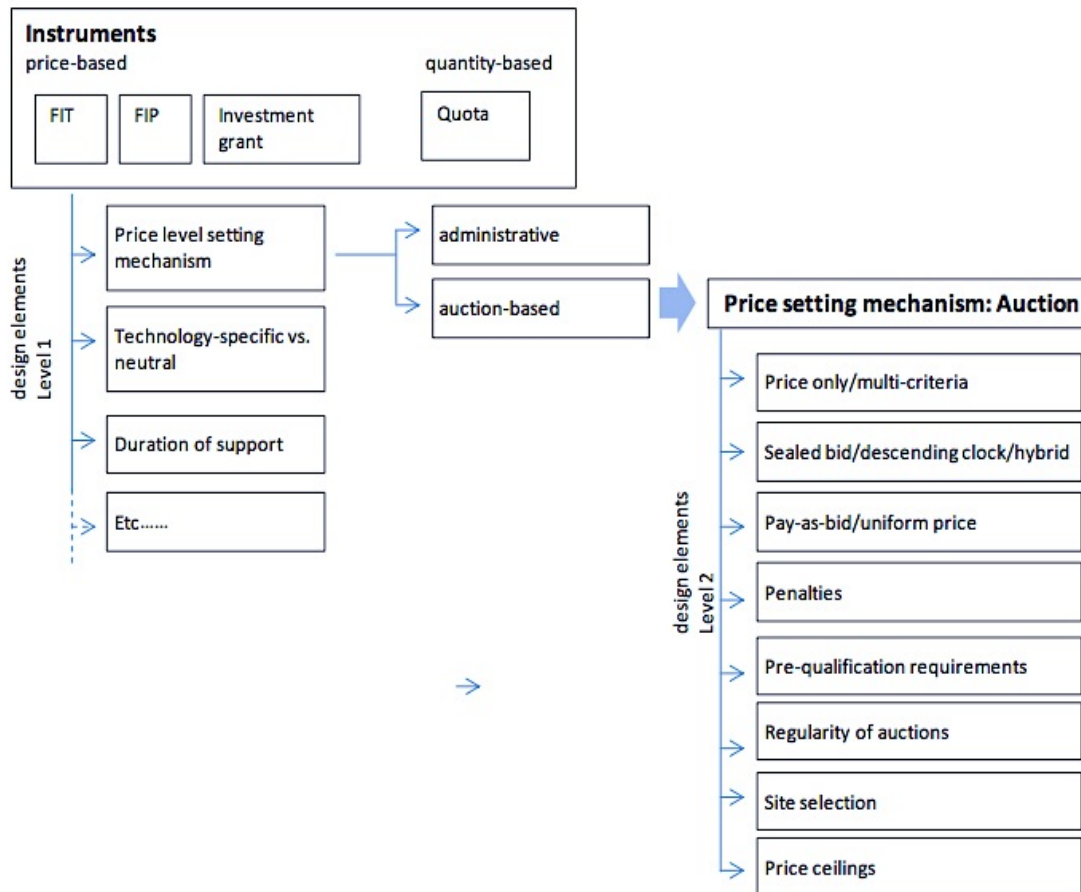 Instruments
price-based
quantity-based
FIT
FIP
Investment
grant
Quota
design elements
Level 1
Price level setting
mechanism
administrative
auction-based
Technology-specific vs.
neutral
Duration of support
Etc......
Price setting mechanism: Auction
design elements
Level 2
Price only/multi-criteria
Sealed bid/descending clock/hybrid
Pay-as-bid/uniform price
Penalties
Pre-qualification requirements
Regularity of auctions
Site selection
Price ceilings